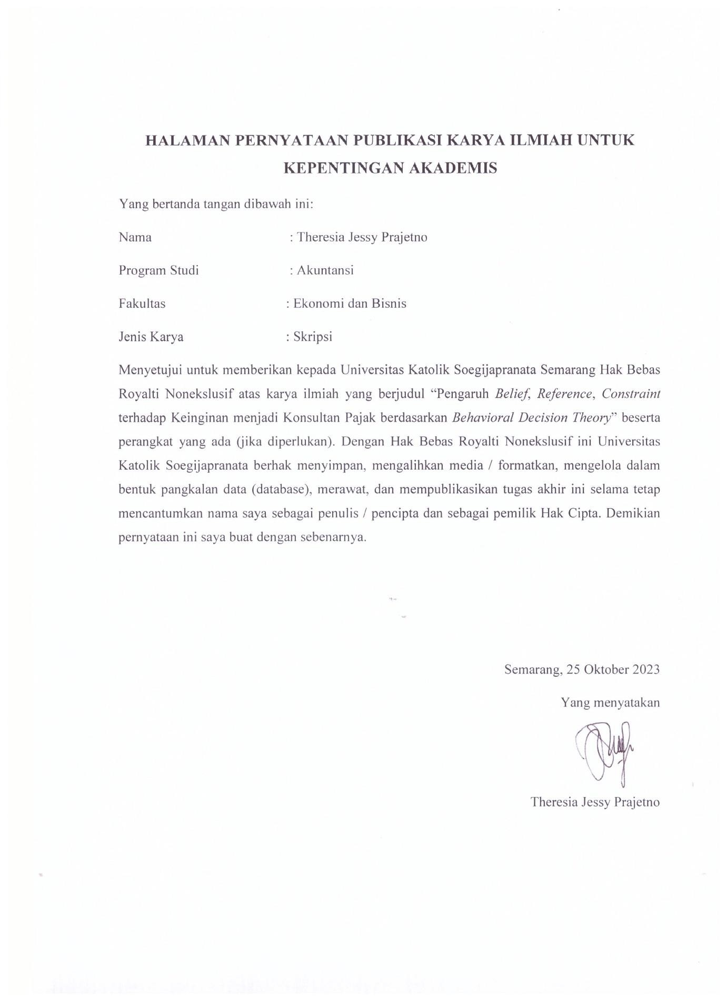 HALAMAN PERNYATAAN PUBLIKASI KARYA ILMIAH UNTUK
KEPENTINGAN AKADEMIS
Yang bertanda tangan dibawah ini:
Nama : Theresia Jessy Prajetno
Program Studi : Akuntansi
Fakultas : Ekonomi dan Bisnis
Jenis Karya : Skripsi
Menyetujui untuk memberikan kepada Universitas Katolik Soegijapranata Semarang Hak Bebas
Royalti Nonekslusif atas karya ilmiah yang berjudul “Pengaruh Belief, Reference, Constraint
terhadap Keinginan menjadi Konsultan Pajak berdasarkan Behavioral Decision Theory” beserta
perangkat yang ada (jika diperlukan). Dengan Hak Bebas Royalti Nonekslusif ini Universitas
Katolik Soegijapranata berhak menyimpan, mengalihkan media / formatkan, mengelola dalam
bentuk pangkalan data (database), merawat, dan mempublikasikan tugas akhir ini selama tetap
mencantumkan nama saya sebagai penulis / pencipta dan sebagai pemilik Hak Cipta. Demikian
pernyataan ini saya buat dengan sebenarnya.
Semarang, 25 Oktober 2023
Yang menyatakan
Theresia Jessy Prajetno